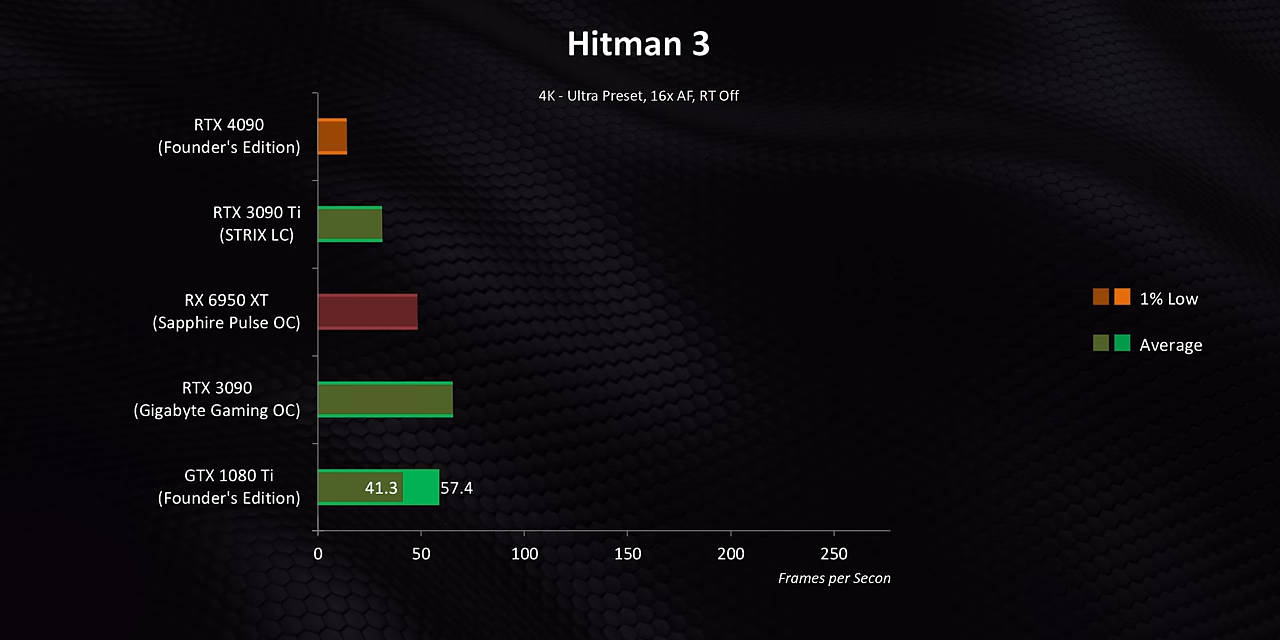 Hitman 3
4K - Ultra Preset, 16x AF, RT Off
RTX 4090
(Founder's Edition)
RTX 3090 Ti
(STRIX LC)
RX 6950 XT
(Sapphire Pulse OC)
RTX 3090
(Gigabyte Gaming OC)
GTX 1080 Ti
(Founder's Edition)
41.3
57.4
1% Low
Average
0 50 100 150 200 250
Frames per Secon